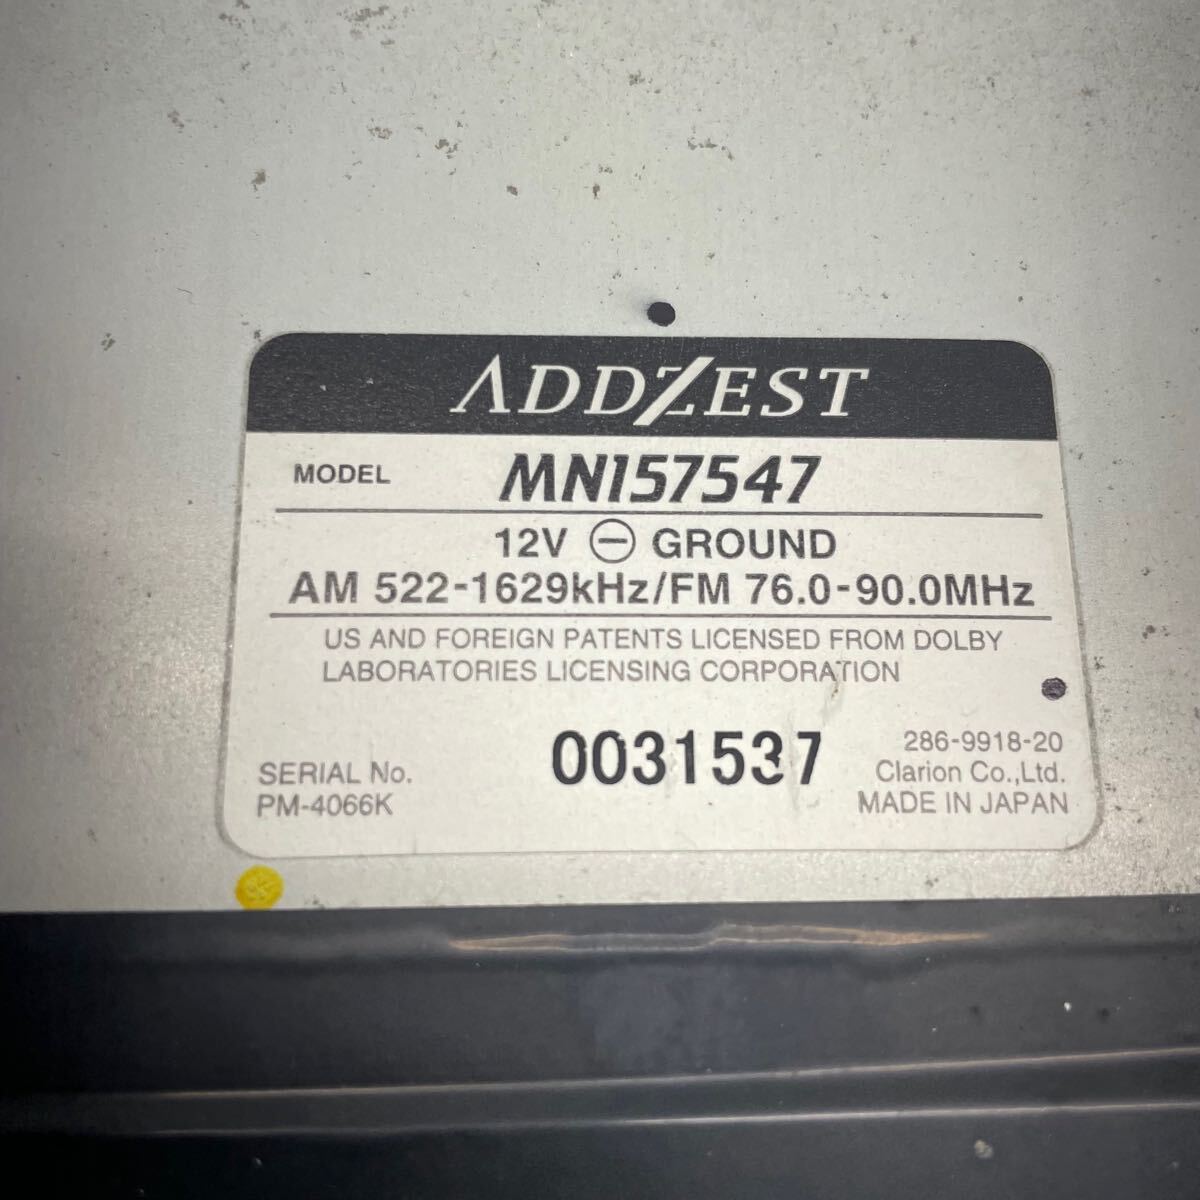 ADDZEST
MODEL MN157547
12V ⊖ GROUND
AM 522-1629kHz/FM 76.0-90.0MHz
US AND FOREIGN PATENTS LICENSED FROM DOLBY
LABORATORIES LICENSING CORPORATION
0031537
286-9918-20
SERIAL No.
Clarion Co.,Ltd.
PM-4066K
MADE IN JAPAN